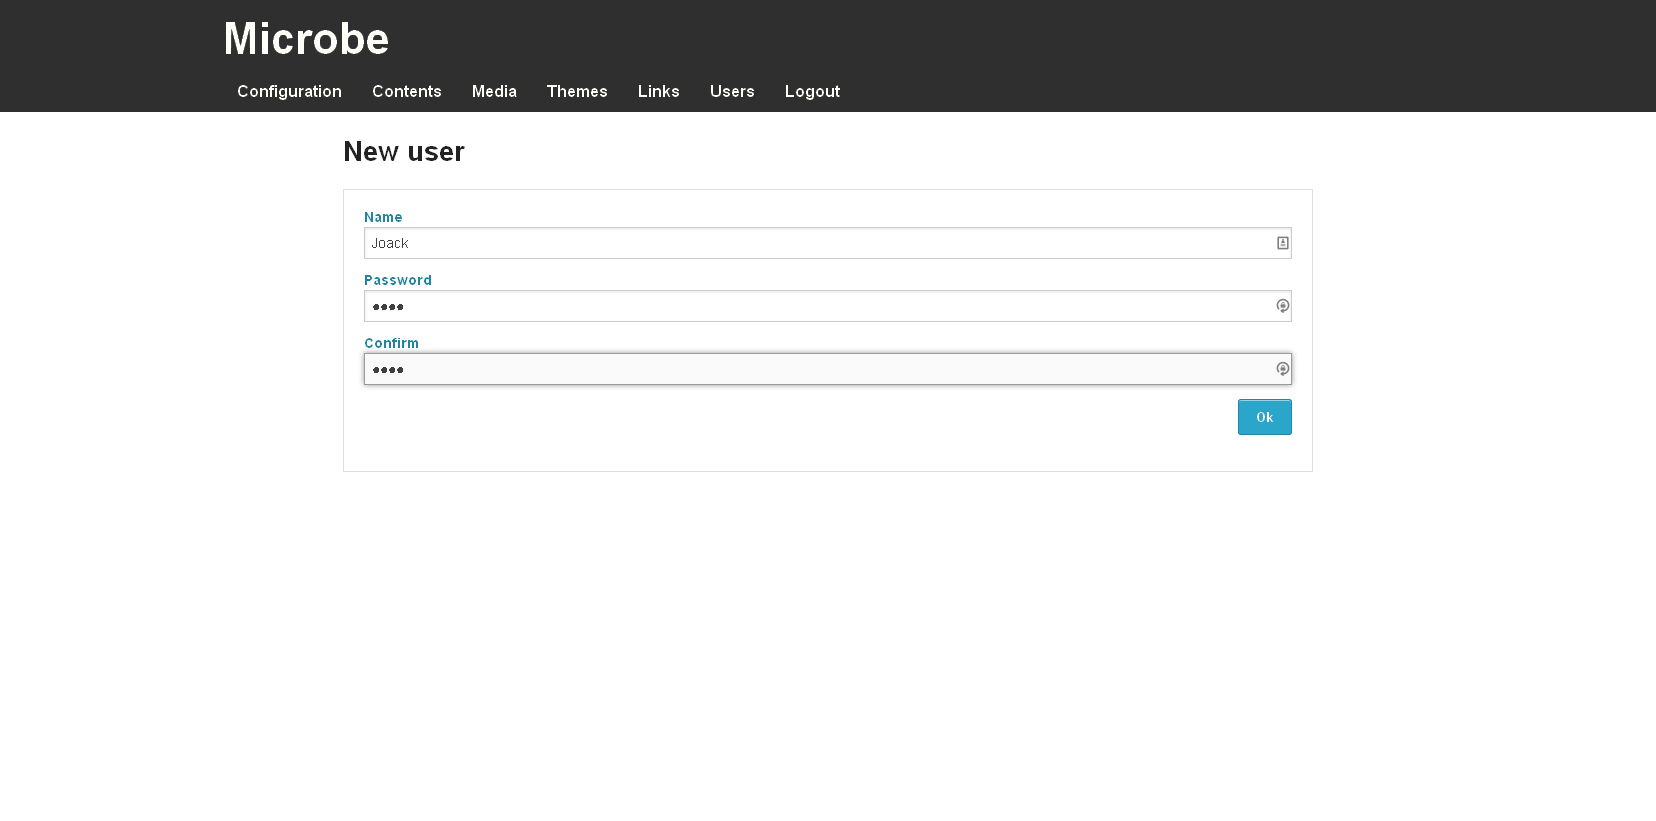 Microbe
Configuration Contents Media Themes Links Users Logout
New user
Name
Joack
Password
••••
Confirm
••••
Ok